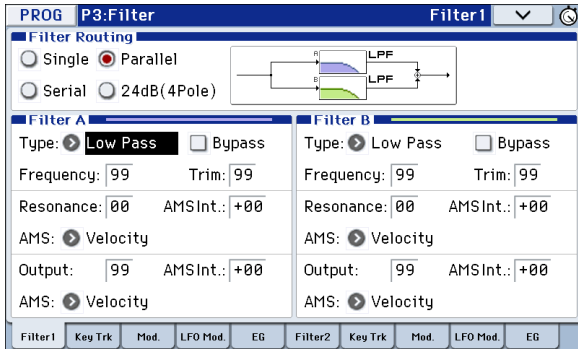 PROG P3:Filter Filter1
Filter Routing
Single Parallel
Serial 24dB(4Pole)
A LPF
B LPF
Filter A
Type: Low Pass Bypass
Frequency: 99 Trim: 99
Resonance: 00 AMS Int.: +00
AMS: Velocity
Output: 99 AMS Int.: +00
AMS: Velocity
Filter B
Type: Low Pass Bypass
Frequency: 99 Trim: 99
Resonance: 00 AMS Int.: +00
AMS: Velocity
Output: 99 AMS Int.: +00
AMS: Velocity
Filter1 Key Trk Mod. LFO Mod. EG Filter2 Key Trk Mod. LFO Mod. EG